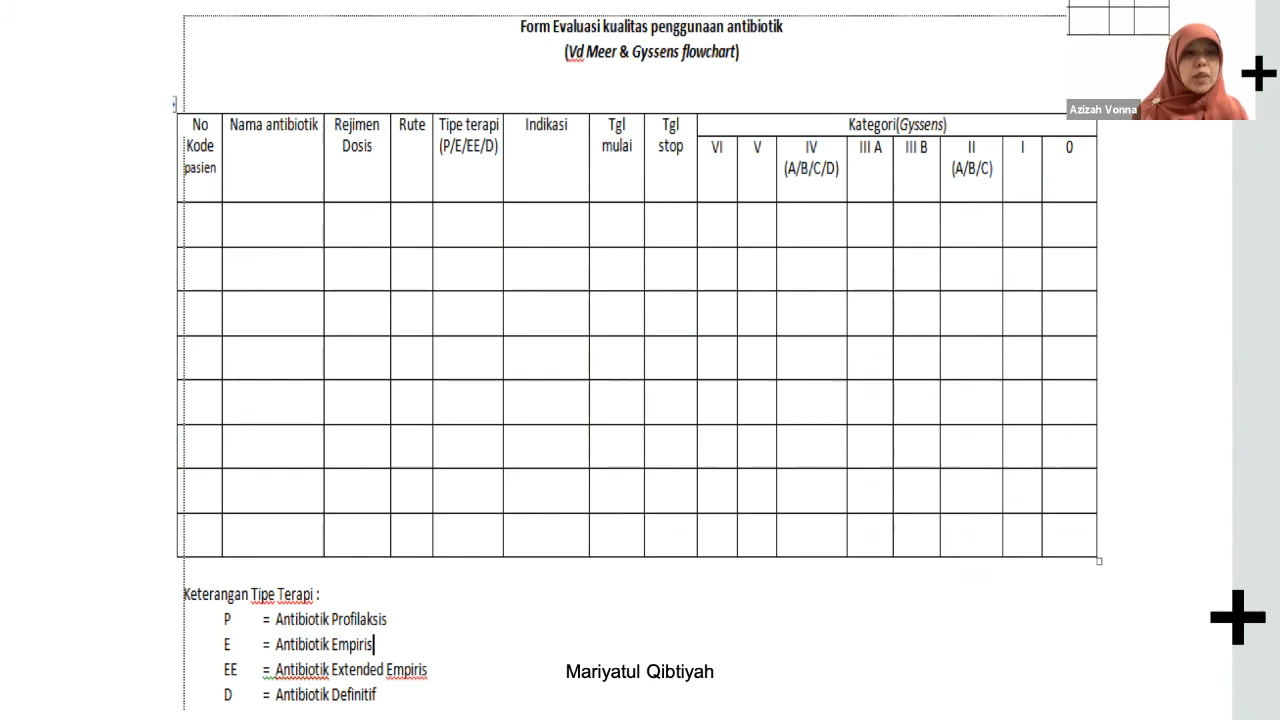 Form Evaluasi kualitas penggunaan antibiotik
(Vd Meer & Gyssens flowchart)
Azizah Vonna
No Kode pasien
Nama antibiotik
Rejimen Dosis
Rute
Tipe terapi (P/E/EE/D)
Indikasi
Tgl mulai
Tgl stop
Kategori(Gyssens)
VI
V
IV (A/B/C/D)
III A
III B
II (A/B/C)
I
0
Keterangan Tipe Terapi :
P = Antibiotik Profilaksis
E = Antibiotik Empiris
EE = Antibiotik Extended Empiris
D = Antibiotik Definitif
Mariyatul Qibtiyah